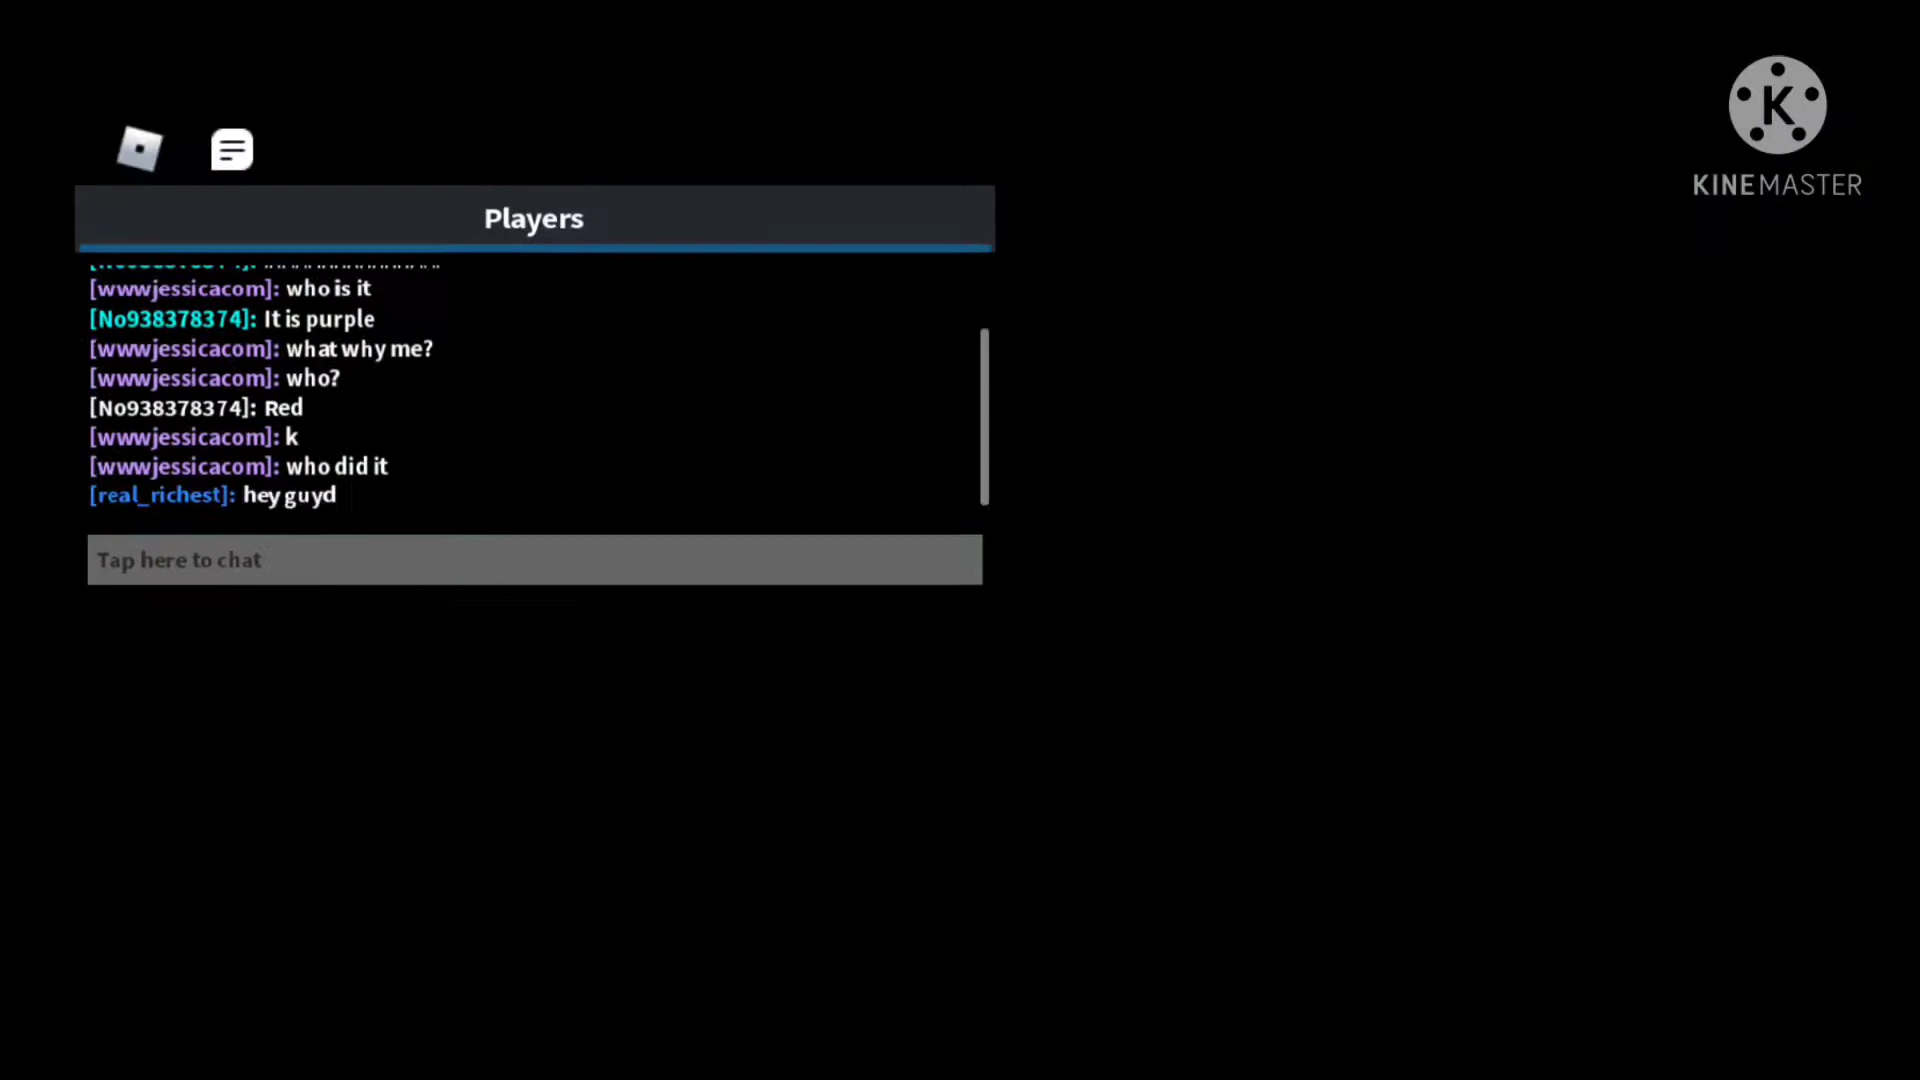 K
KINEMASTER
Players
[wwwjessicacom]: who is it
[No938378374]: It is purple
[wwwjessicacom]: what why me?
[wwwjessicacom]: who?
[No938378374]: Red
[wwwjessicacom]: k
[wwwjessicacom]: who did it
[real_richest]: hey guyd
Tap here to chat